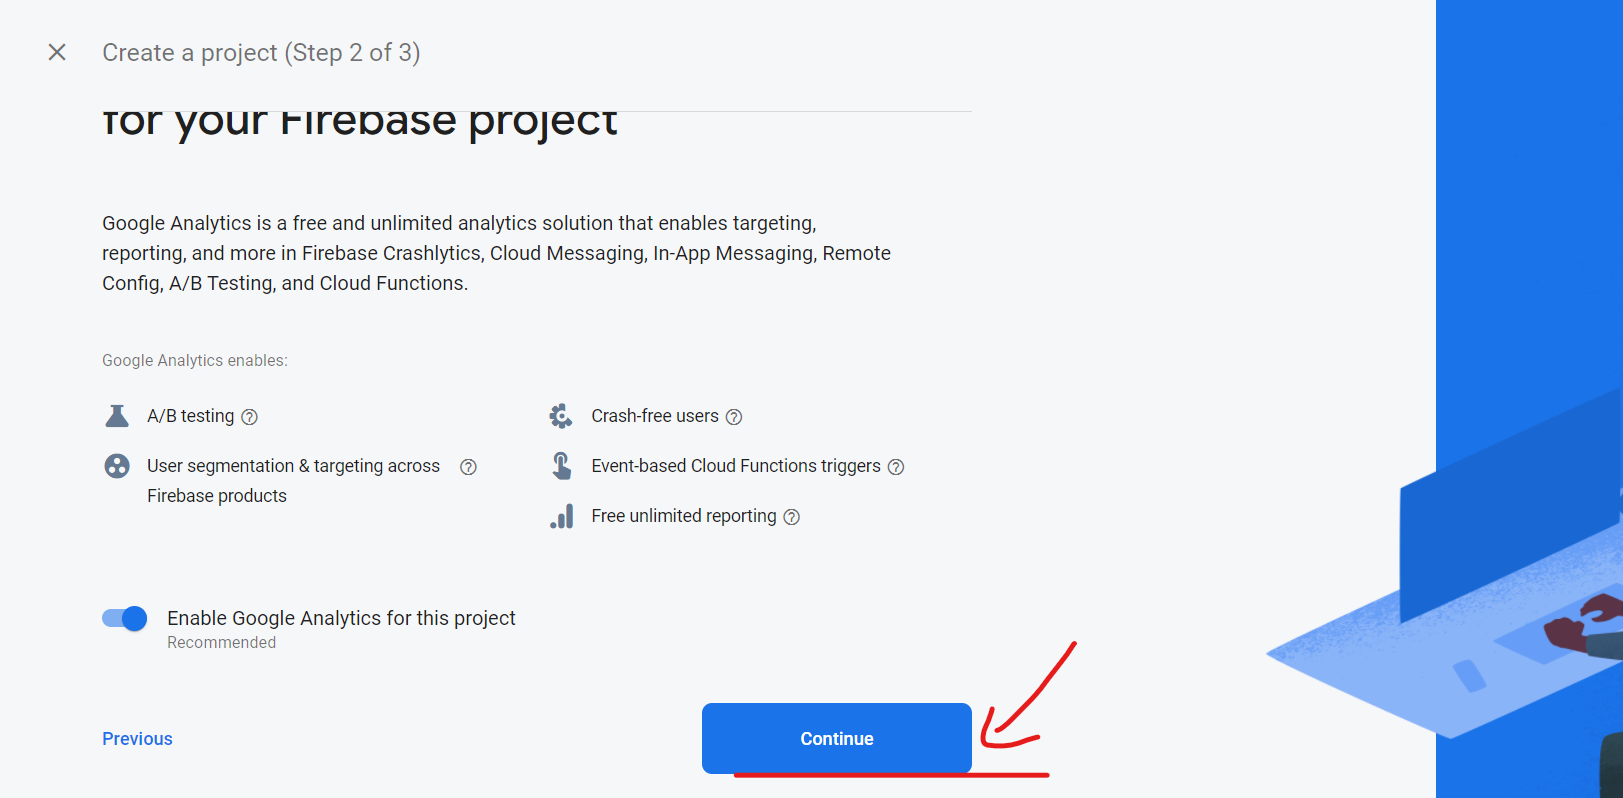 Create a project (Step 2 of 3)
for your Firebase project
Google Analytics is a free and unlimited analytics solution that enables targeting,
reporting, and more in Firebase Crashlytics, Cloud Messaging, In-App Messaging, Remote
Config, A/B Testing, and Cloud Functions.
Google Analytics enables:
A/B testing
Crash-free users
User segmentation & targeting across
Firebase products
Event-based Cloud Functions triggers
Free unlimited reporting
Enable Google Analytics for this project
Recommended
Previous
Continue